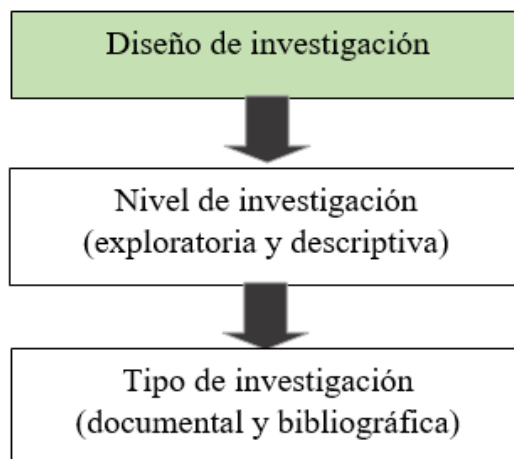 Diseño de investigación
Nivel de investigación
(exploratoria y descriptiva)
Tipo de investigación
(documental y bibliográfica)